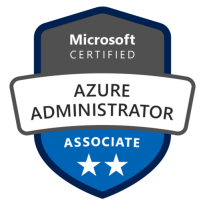 Microsoft
CERTIFIED
AZURE
ADMINISTRATOR
ASSOCIATE